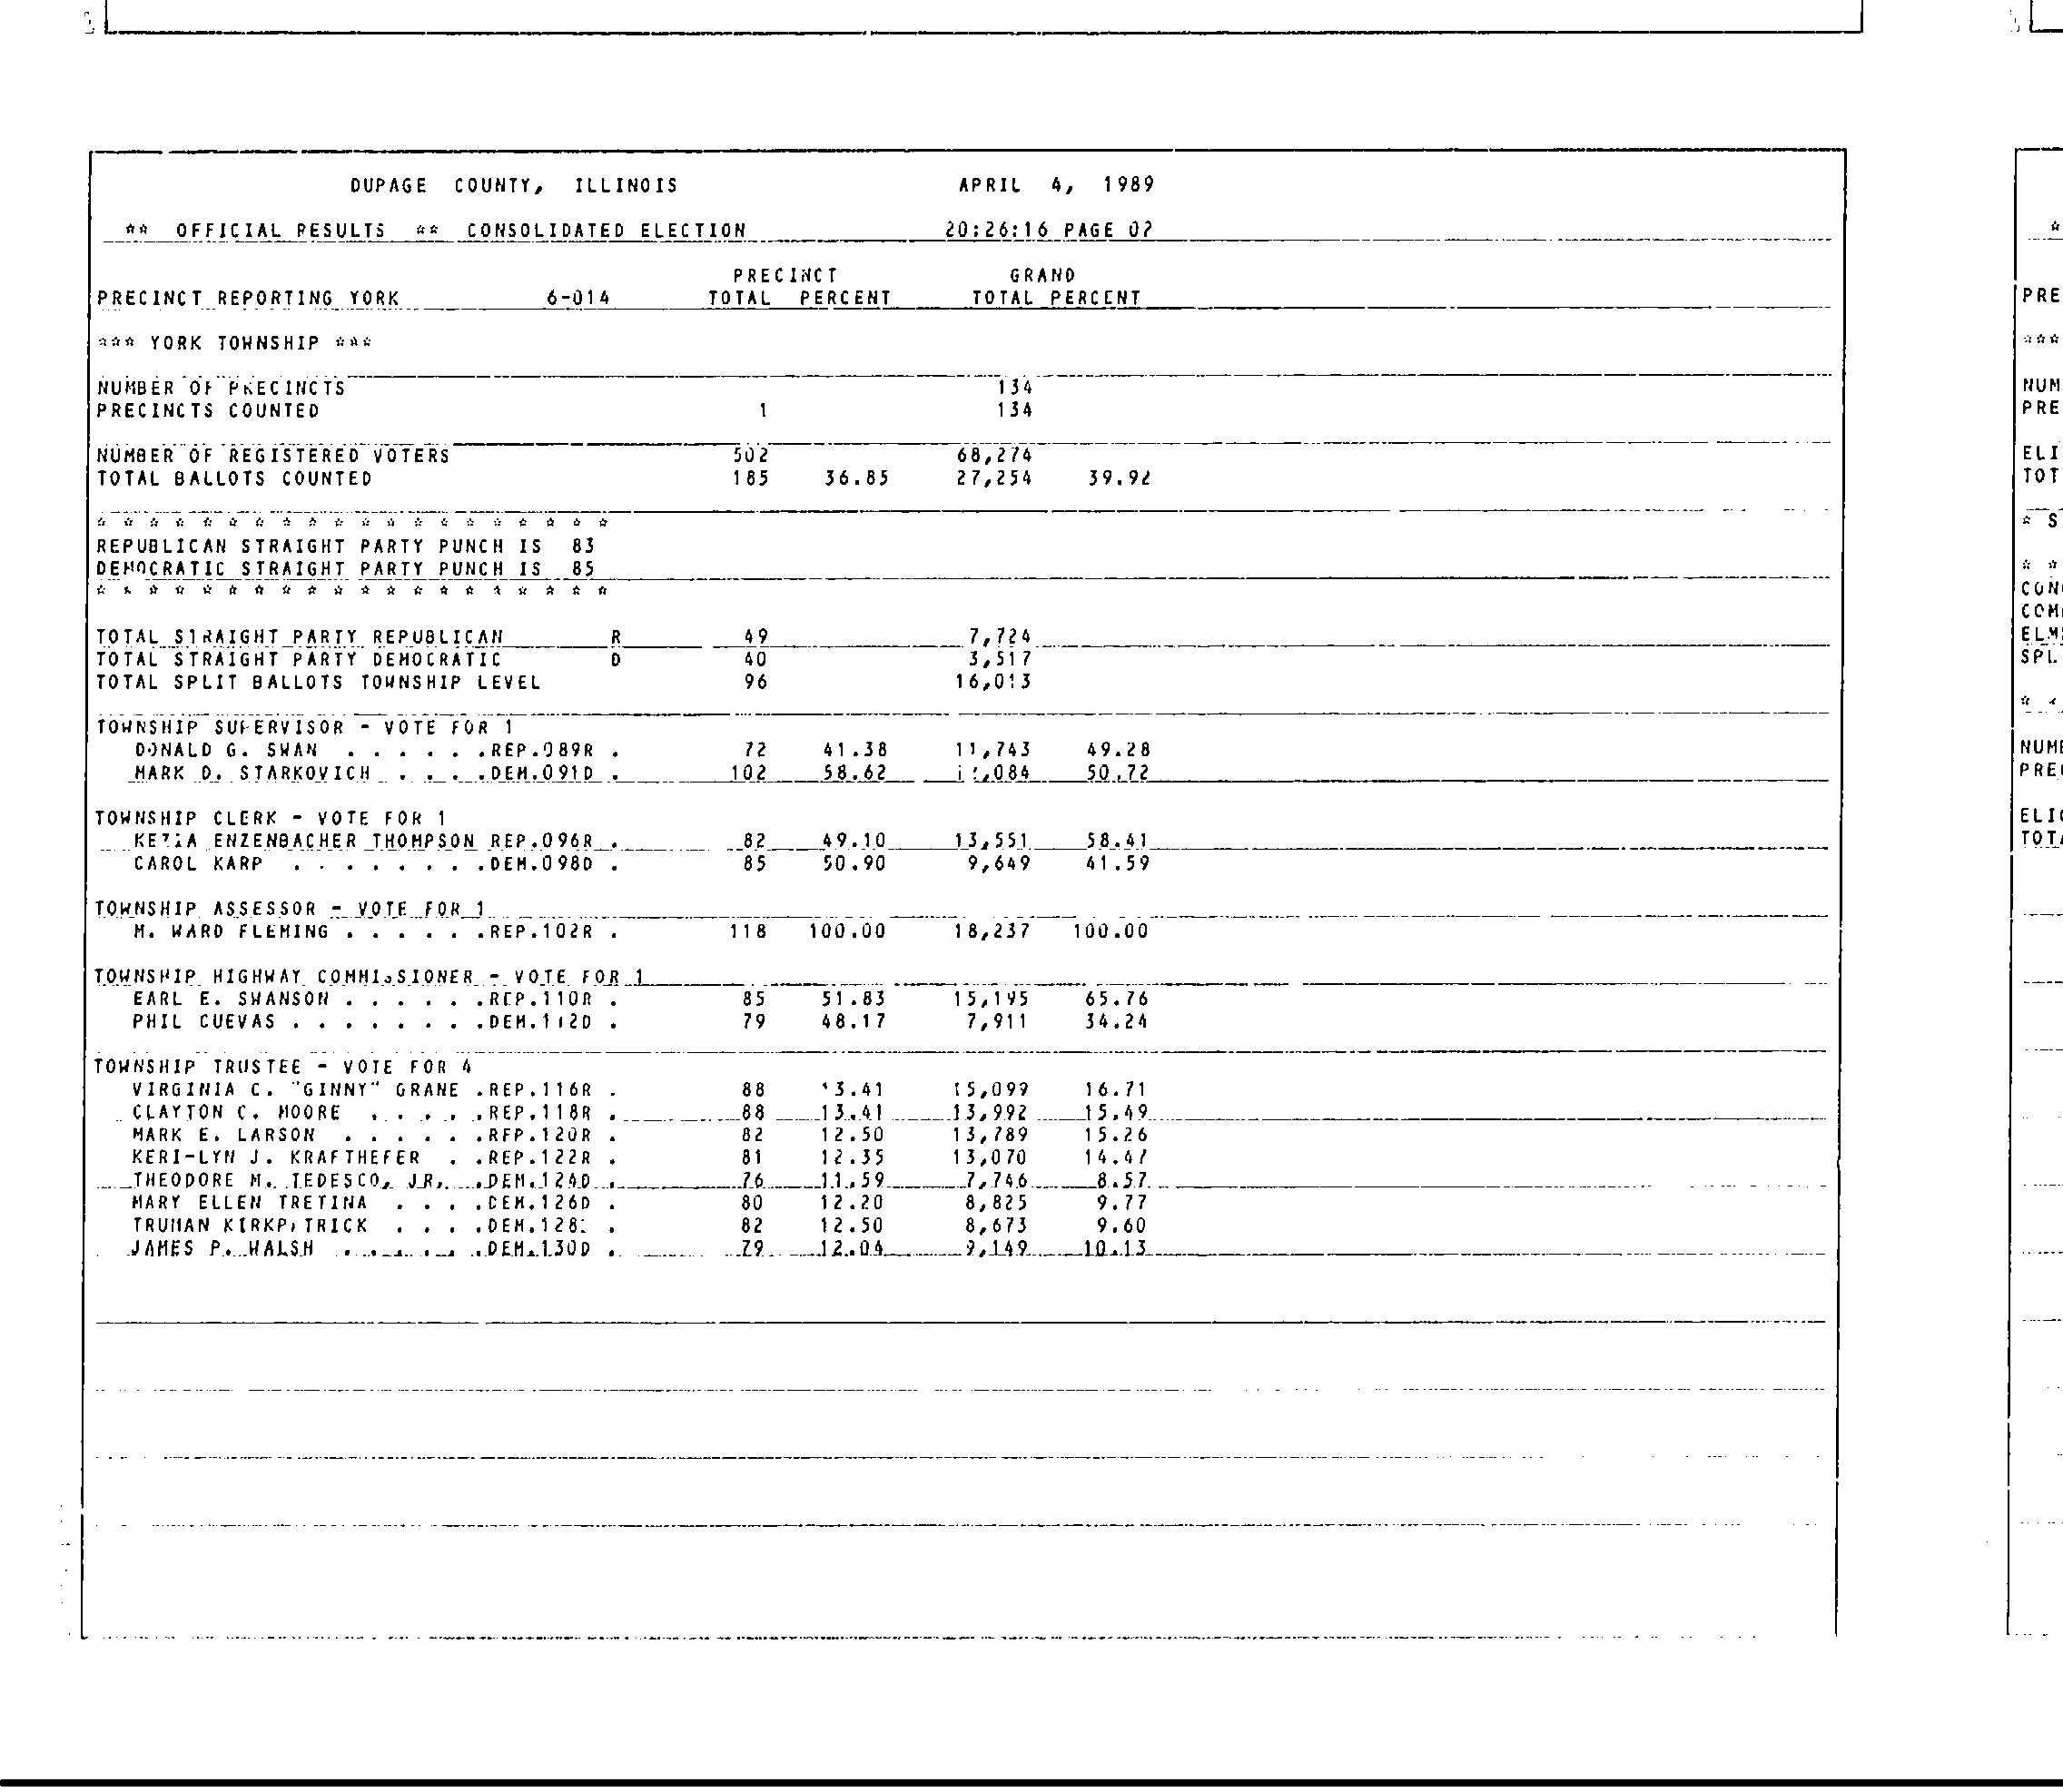 DUPAGE COUNTY, ILLINOIS APRIL 4, 1989
** OFFICIAL RESULTS ** CONSOLIDATED ELECTION 20:26:16 PAGE 02
PRECINCT GRAND
PRECINCT REPORTING YORK 6-014 TOTAL PERCENT TOTAL PERCENT
*** YORK TOWNSHIP ***
NUMBER OF PRECINCTS 134
PRECINCTS COUNTED 1 134
NUMBER OF REGISTERED VOTERS 502 68,274
TOTAL BALLOTS COUNTED 185 36.85 27,254 39.92
* * * * * * * * * * * * * * * * * * * *
REPUBLICAN STRAIGHT PARTY PUNCH IS 83
DEMOCRATIC STRAIGHT PARTY PUNCH IS 85
* * * * * * * * * * * * * * * * * * * *
TOTAL STRAIGHT PARTY REPUBLICAN R 49 7,724
TOTAL STRAIGHT PARTY DEMOCRATIC D 40 3,517
TOTAL SPLIT BALLOTS TOWNSHIP LEVEL 96 16,013
TOWNSHIP SUPERVISOR - VOTE FOR 1
DONALD G. SWAN . . . . . .REP.089R . 72 41.38 11,743 49.28
MARK D. STARKOVICH . . . .DEM.091D . 102 58.62 50.72
TOWNSHIP CLERK - VOTE FOR 1
KEZIA ENZENBACHER THOMPSON REP.096R . 82 49.10 13,551 58.41
CAROL KARP . . . . . . . .DEM.098D . 85 50.90 9,649 41.59
TOWNSHIP ASSESSOR - VOTE FOR 1
M. WARD FLEMING . . . . . .REP.102R . 118 100.00 18,237 100.00
TOWNSHIP HIGHWAY COMMISSIONER - VOTE FOR 1
EARL E. SWANSON . . . . . .REP.110R . 85 51.83 15,195 65.76
PHIL CUEVAS . . . . . . . .DEM.112D . 79 48.17 7,911 34.24
TOWNSHIP TRUSTEE - VOTE FOR 4
VIRGINIA C. "GINNY" GRANE .REP.116R . 88 13.41 15,099 16.71
CLAYTON C. MOORE . . . . .REP.118R . 88 13.41 13,992 15.49
MARK E. LARSON . . . . . .REP.120R . 82 12.50 13,789 15.26
KERI-LYN J. KRAFTHEFER . .REP.122R . 81 12.35 13,070 14.47
THEODORE M. TEDESCO, JR. .DEM.124D . 76 11.59 7,746 8.57
MARY ELLEN TRETINA . . . .DEM.126D . 80 12.20 8,825 9.77
TRUMAN KIRKPATRICK . . . .DEM.128D . 82 12.50 8,673 9.60
JAMES P. WALSH . . . . . .DEM.130D . 79 12.04 9,149 10.13
*
PRE
***
NUM
PRE
ELI
TOT
* S
* *
CON
COM
ELM
SPL
* *
NUM
PRE
ELIG
TOTA